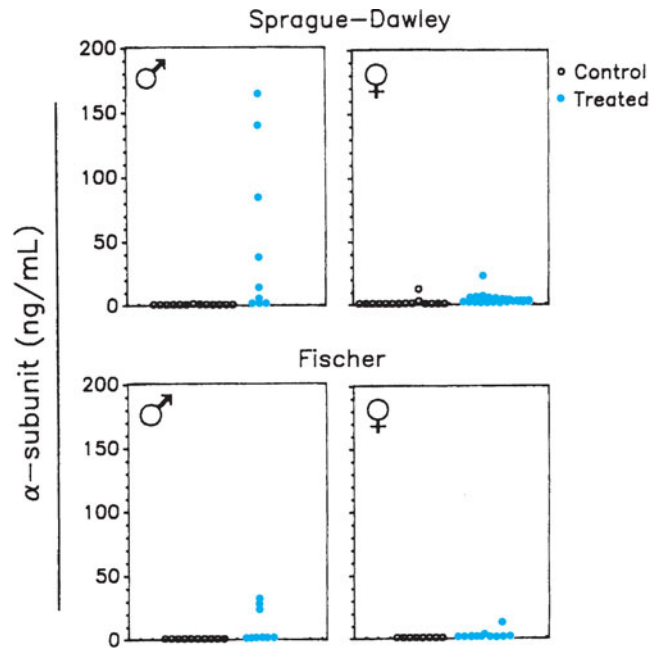 Sprague-Dawley
200
150
100
50
0
♂
♀
Control
Treated
α-subunit (ng/mL)
Fischer
200
150
100
50
0
♂
♀